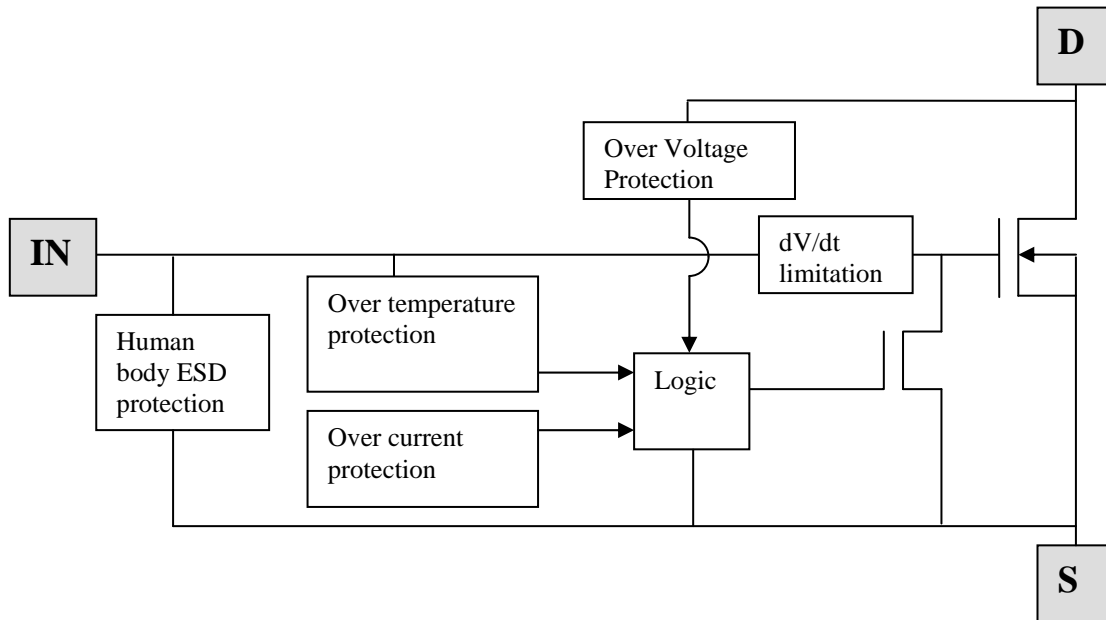 D
Over Voltage
Protection
IN
dV/dt
limitation
Over temperature
protection
Human
body ESD
protection
Logic
Over current
protection
S